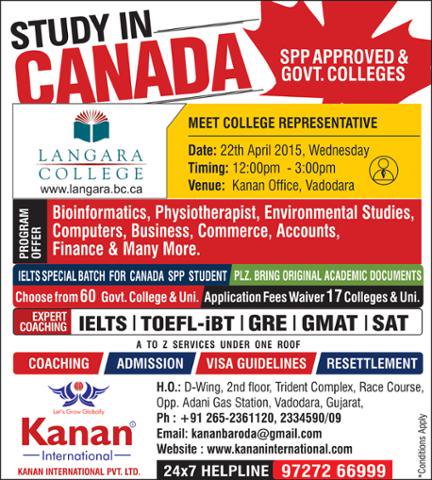 STUDY IN
CANADA
SPP APPROVED &
GOVT. COLLEGES
LANGARA
COLLEGE
www.langara.bc.ca
MEET COLLEGE REPRESENTATIVE
Date: 22th April 2015, Wednesday
Timing: 12:00pm - 3:00pm
Venue: Kanan Office, Vadodara
PROGRAM
OFFER
Bioinformatics, Physiotherapist, Environmental Studies,
Computers, Business, Commerce, Accounts,
Finance & Many More.
IELTS SPECIAL BATCH FOR CANADA SPP STUDENT PLZ. BRING ORIGINAL ACADEMIC DOCUMENTS
Choose from 60 Govt. College & Uni. Application Fees Waiver 17 Colleges & Uni.
EXPERT
COACHING
IELTS | TOEFL-iBT | GRE | GMAT | SAT
A TO Z SERVICES UNDER ONE ROOF
COACHING ADMISSION VISA GUIDELINES RESETTLEMENT
Let's Grow Globally
Kanan®
International
KANAN INTERNATIONAL PVT. LTD.
H.O.: D-Wing, 2nd floor, Trident Complex, Race Course,
Opp. Adani Gas Station, Vadodara, Gujarat,
Ph : +91 265-2361120, 2334590/09
Email: kananbaroda@gmail.com
Website : www.kananinternational.com
24x7 HELPLINE 97272 66999
*Conditions Apply